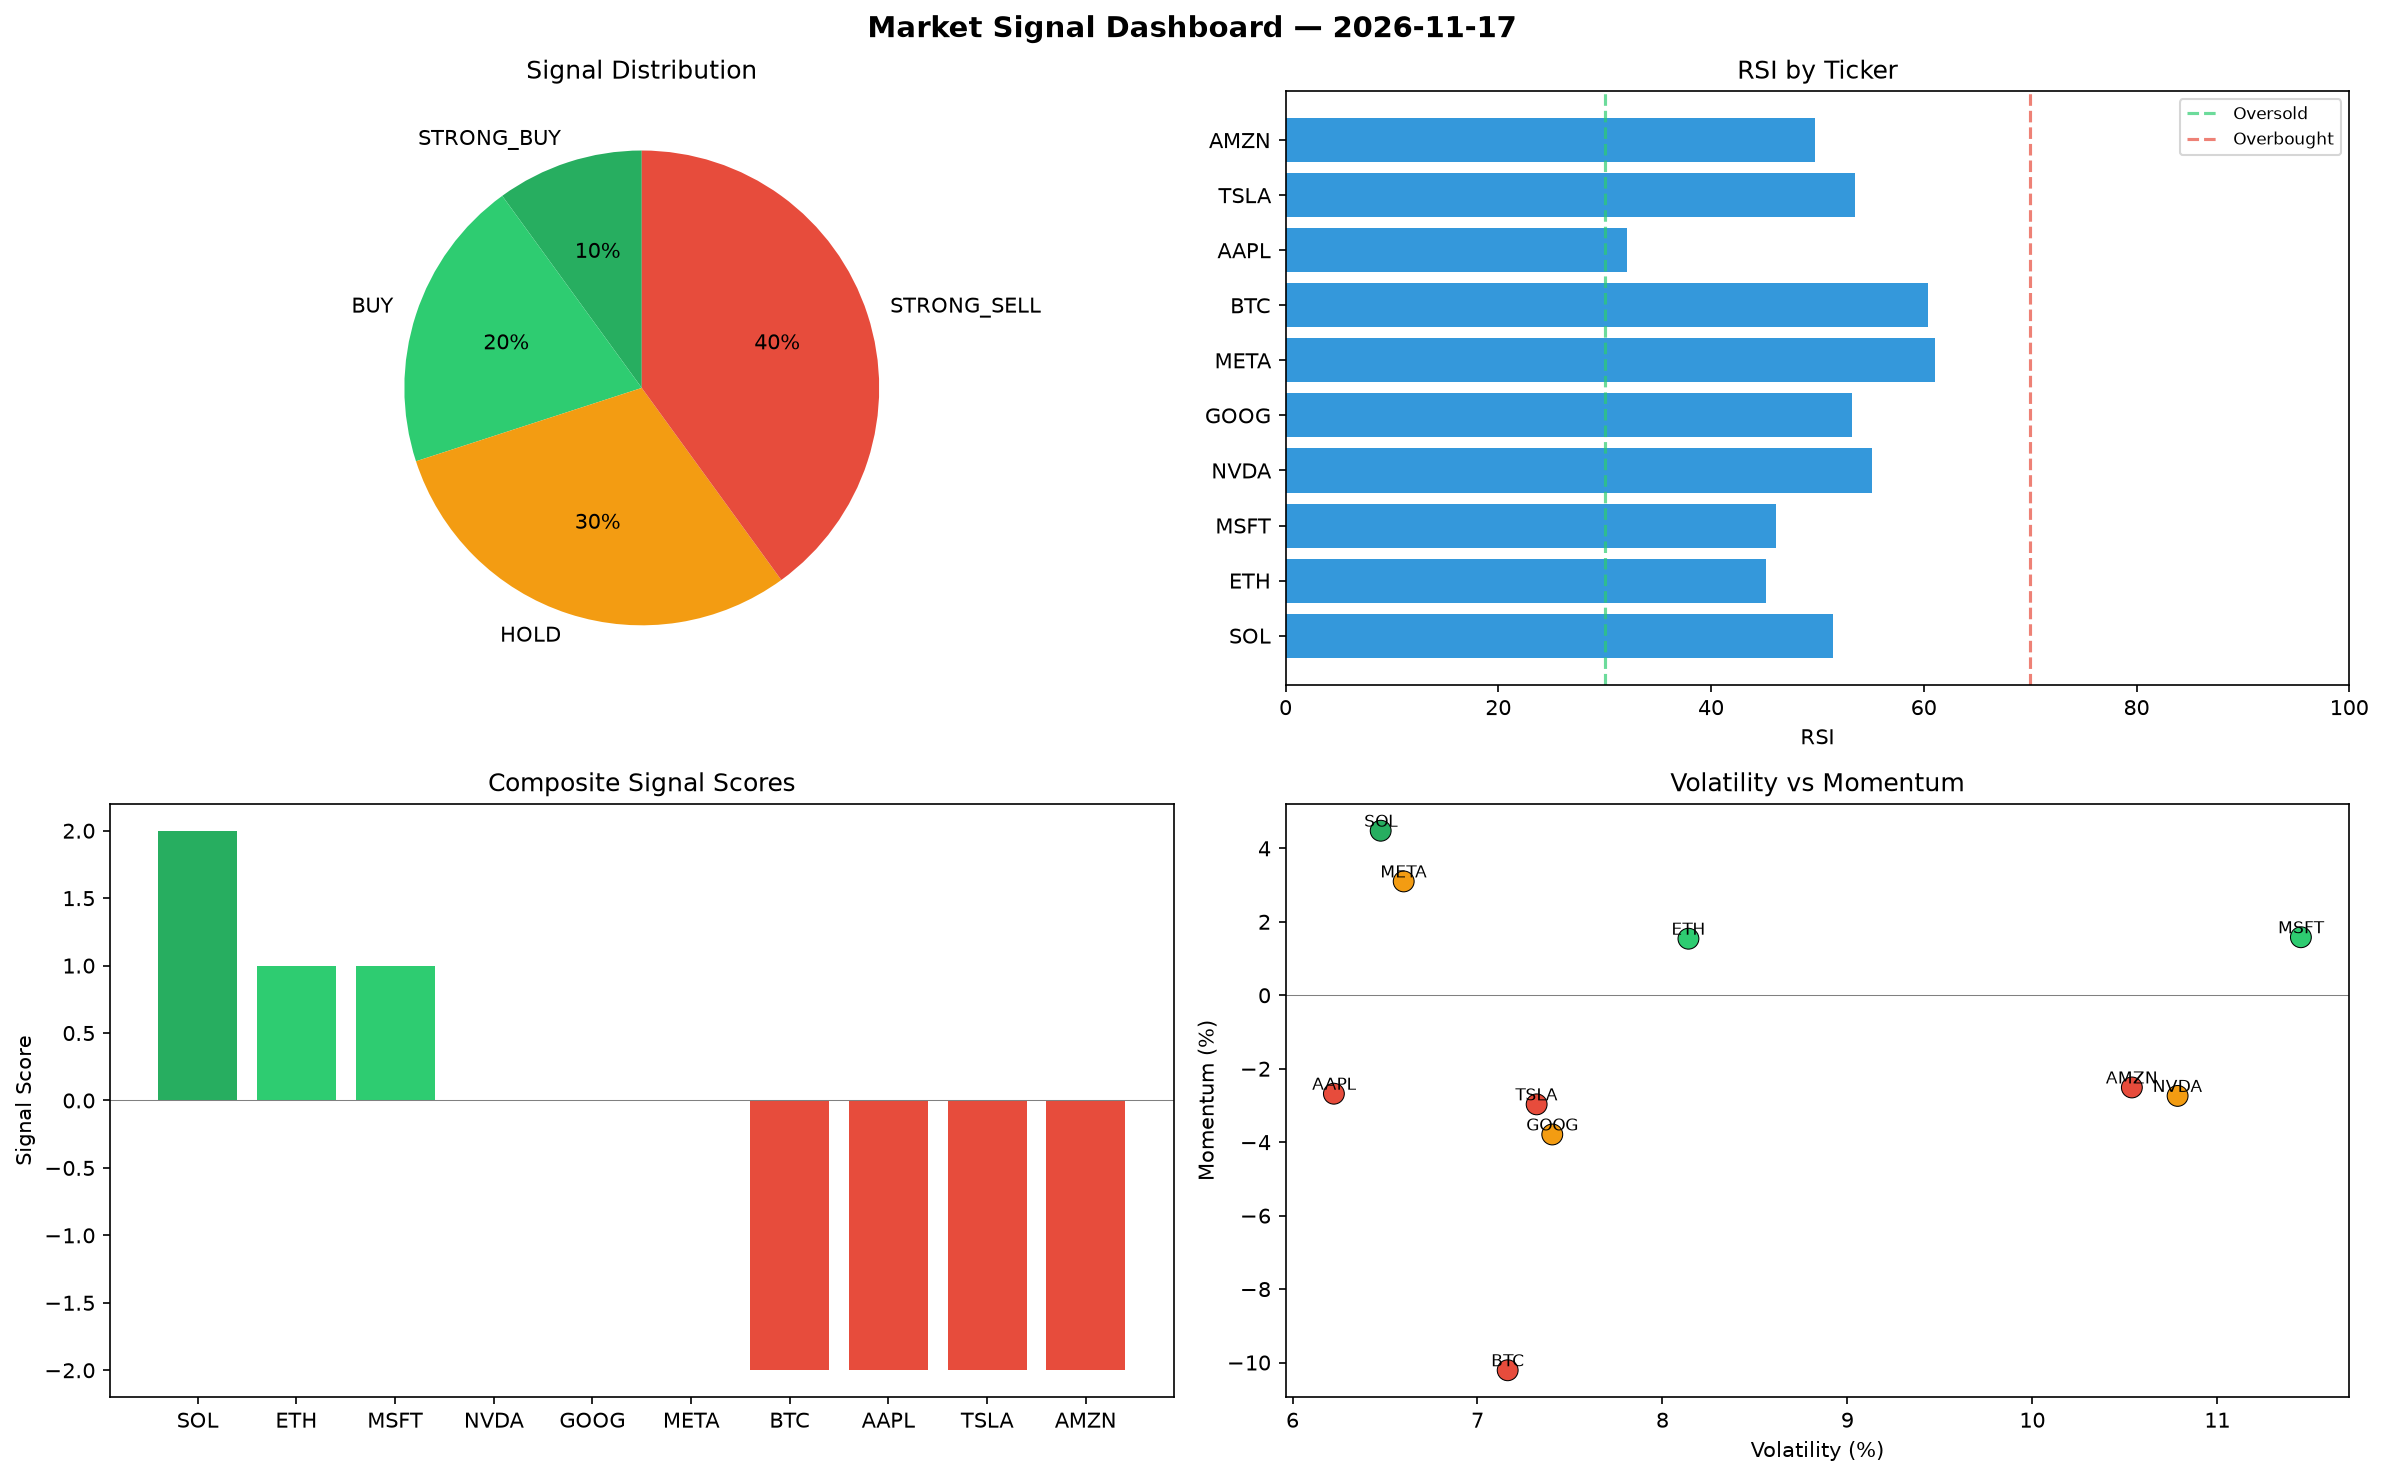 Market Signal Dashboard — 2026-11-17
Signal Distribution
STRONG_BUY
10%
BUY
20%
STRONG_SELL
40%
30%
HOLD
RSI by Ticker
Oversold
Overbought
AMZN
TSLA
AAPL
BTC
META
GOOG
NVDA
MSFT
ETH
SOL
0 20 40 60 80 100
RSI
Composite Signal Scores
Signal Score
2.0
1.5
1.0
0.5
0.0
−0.5
−1.0
−1.5
−2.0
SOL ETH MSFT NVDA GOOG META BTC AAPL TSLA AMZN
Volatility vs Momentum
Momentum (%)
4
2
0
−2
−4
−6
−8
−10
SOL
META
ETH
MSFT
AAPL
TSLA
GOOG
AMZN
NVDA
BTC
6 7 8 9 10 11
Volatility (%)